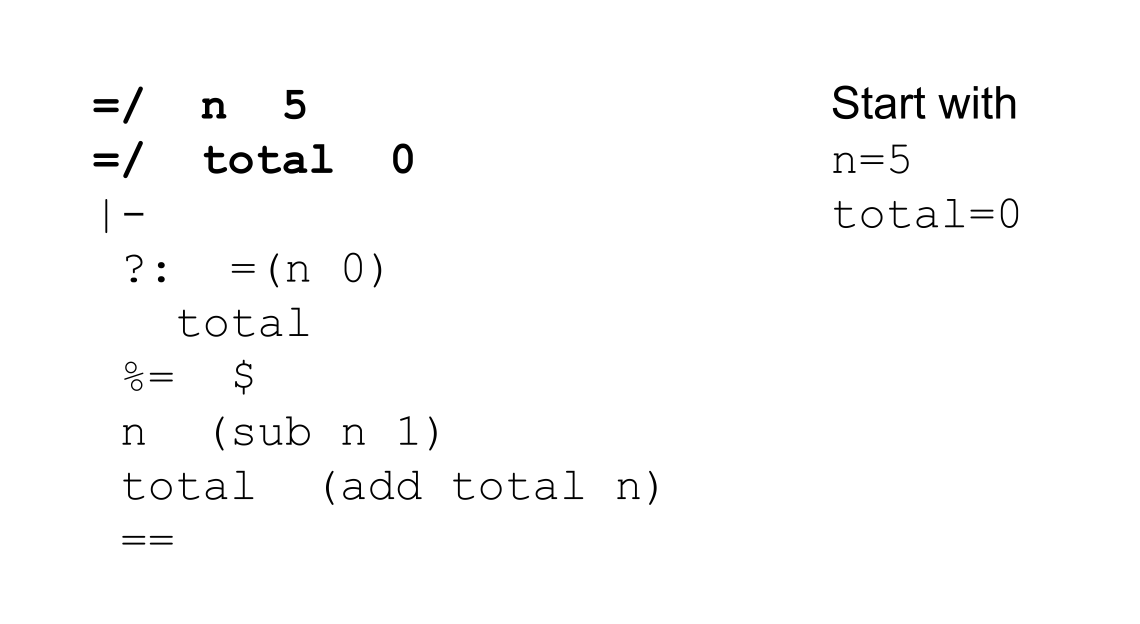 =/  n  5
=/  total  0
|-
?:  =(n 0)
total
%=  $
n  (sub n 1)
total  (add total n)
==
Start with
n=5
total=0